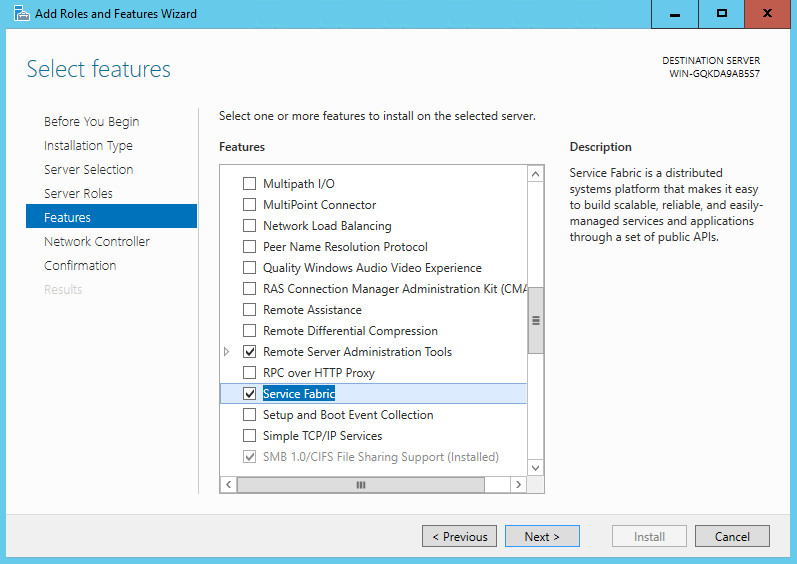 Add Roles and Features Wizard
Select features
DESTINATION SERVER
WIN-GQKDA9AB5S7
Before You Begin
Installation Type
Server Selection
Server Roles
Features
Network Controller
Confirmation
Results
Select one or more features to install on the selected server.
Features
Multipath I/O
MultiPoint Connector
Network Load Balancing
Peer Name Resolution Protocol
Quality Windows Audio Video Experience
RAS Connection Manager Administration Kit (CMA
Remote Assistance
Remote Differential Compression
Remote Server Administration Tools
RPC over HTTP Proxy
Service Fabric
Setup and Boot Event Collection
Simple TCP/IP Services
SMB 1.0/CIFS File Sharing Support (Installed)
Description
Service Fabric is a distributed
systems platform that makes it easy
to build scalable, reliable, and easily-
managed services and applications
through a set of public APIs.
< Previous
Next >
Install
Cancel